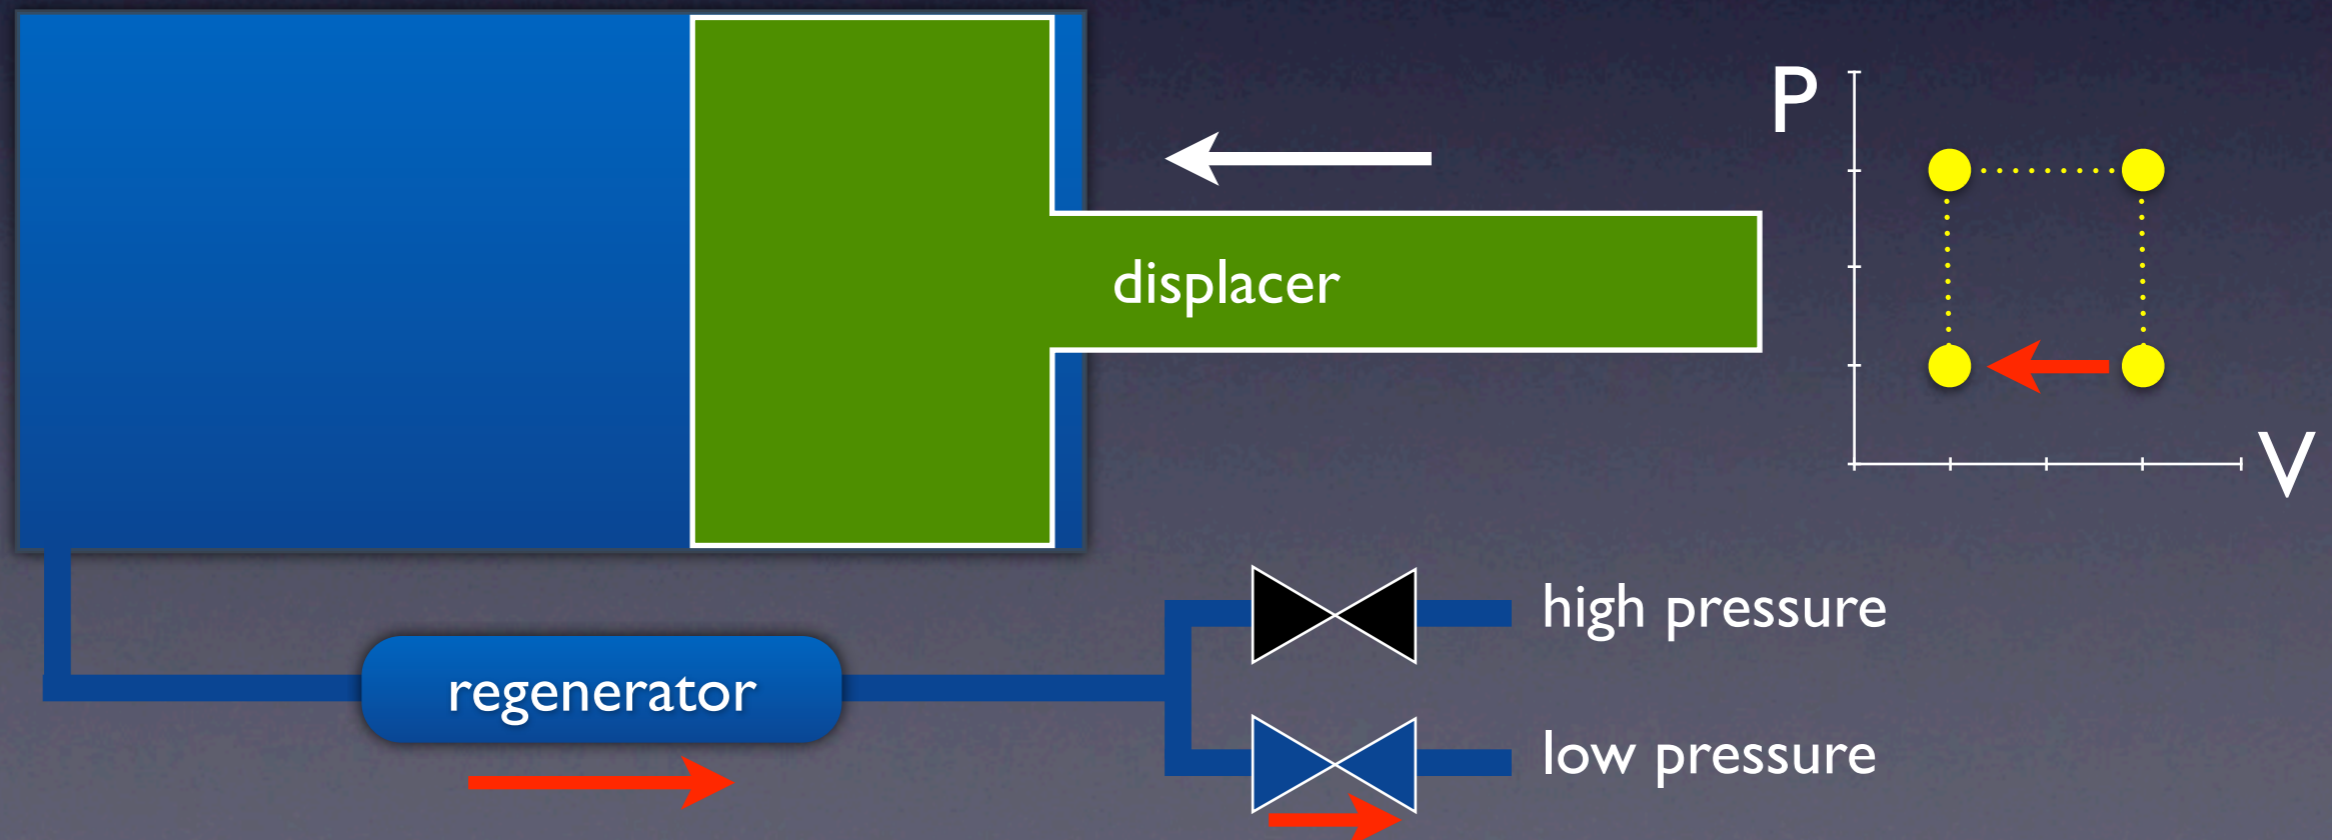 P
displacer
V
high pressure
regenerator
low pressure